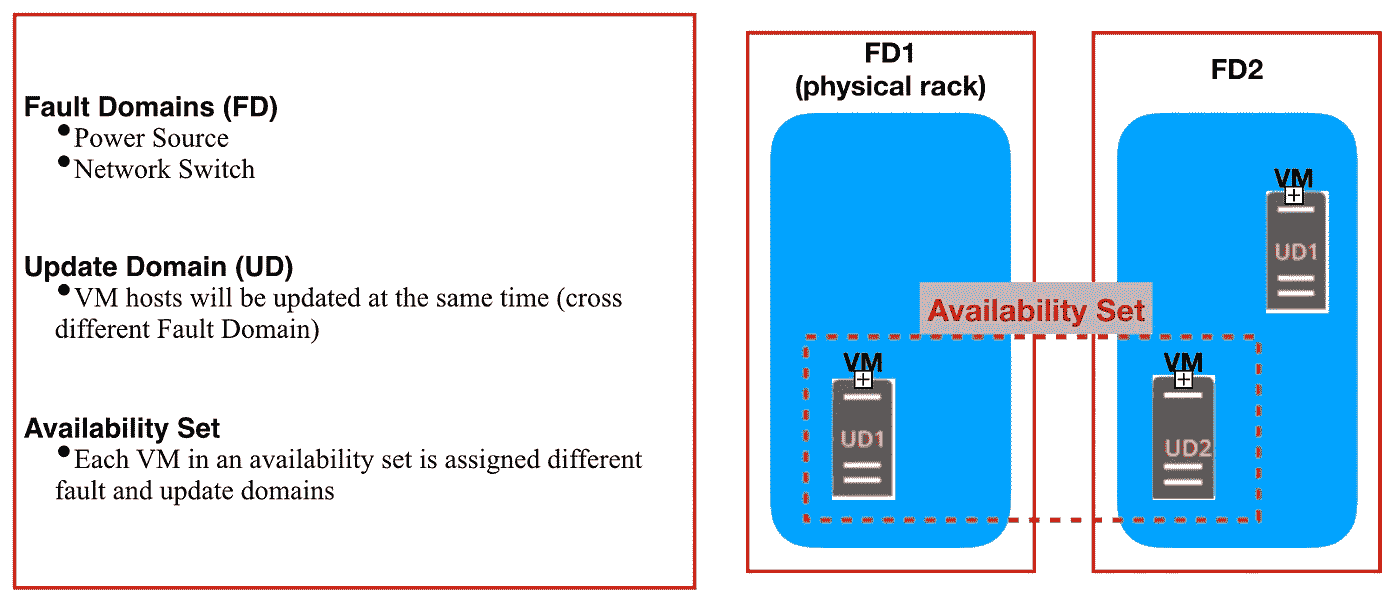 Fault Domains (FD)
•Power Source
•Network Switch
Update Domain (UD)
•VM hosts will be updated at the same time (cross
different Fault Domain)
Availability Set
•Each VM in an availability set is assigned different
fault and update domains
FD1
(physical rack)
FD2
VM
UD1
Availability Set
VM
UD1
VM
UD2